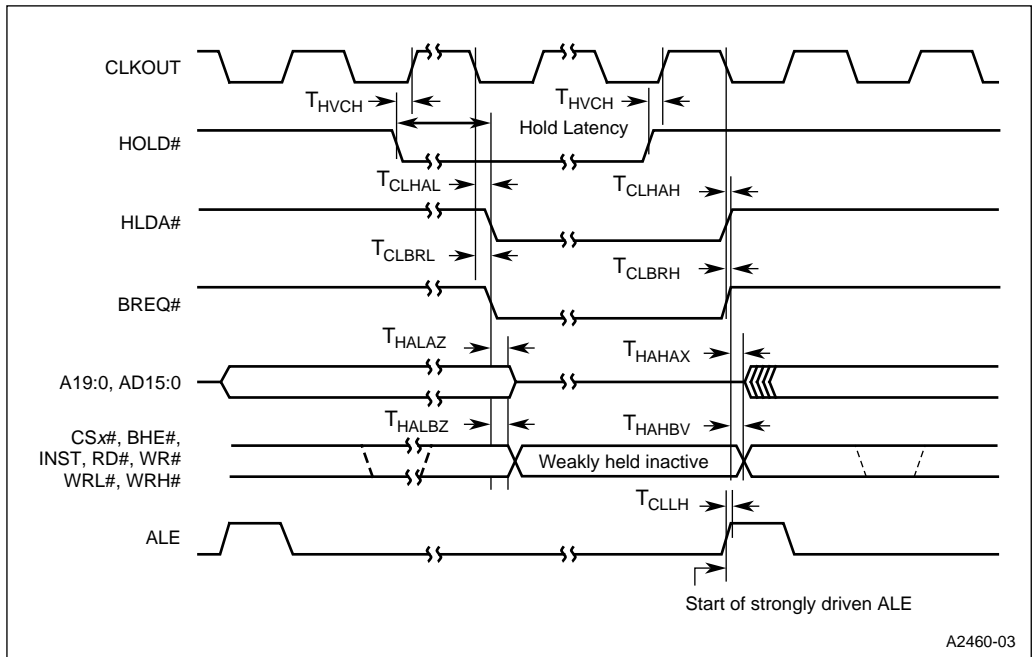 CLKOUT
T_HVCH
T_HVCH
HOLD#
Hold Latency
T_CLHAL
T_CLHAH
HLDA#
T_CLBRL
T_CLBRH
BREQ#
T_HALAZ
T_HAHAX
A19:0, AD15:0
T_HALBZ
T_HAHBV
CSx#, BHE#,
INST, RD#, WR#
WRL#, WRH#
Weakly held inactive
T_CLLH
ALE
Start of strongly driven ALE
A2460-03